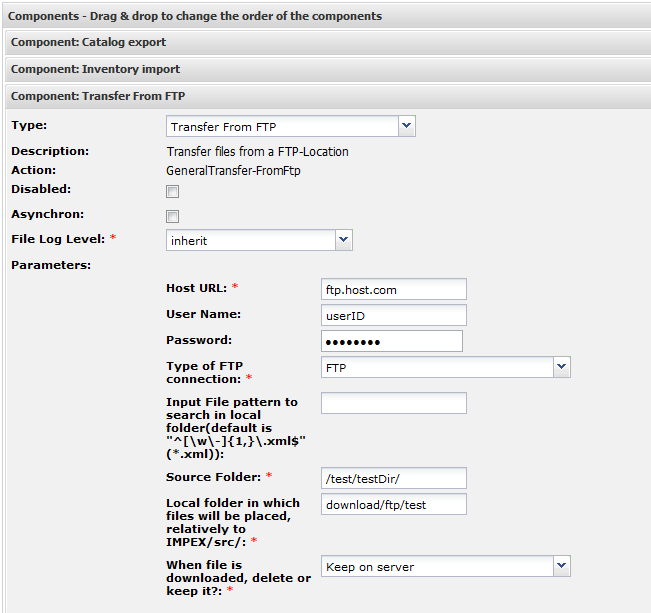 Components - Drag & drop to change the order of the components
Component: Catalog export
Component: Inventory import
Component: Transfer From FTP
Type: Transfer From FTP
Description: Transfer files from a FTP-Location
Action: GeneralTransfer-FromFtp
Disabled:
Asynchron:
File Log Level: * inherit
Parameters:
Host URL: * ftp.host.com
User Name: userID
Password: ••••••••
Type of FTP
connection: * FTP
Input File pattern to
search in local
folder(default is
"^[\w\-]{1,}\.xml$"
(*.xml)):
Source Folder: * /test/testDir/
Local folder in which download/ftp/test
files will be placed,
relatively to
IMPEX/src/: *
When file is Keep on server
downloaded, delete or
keep it?: *